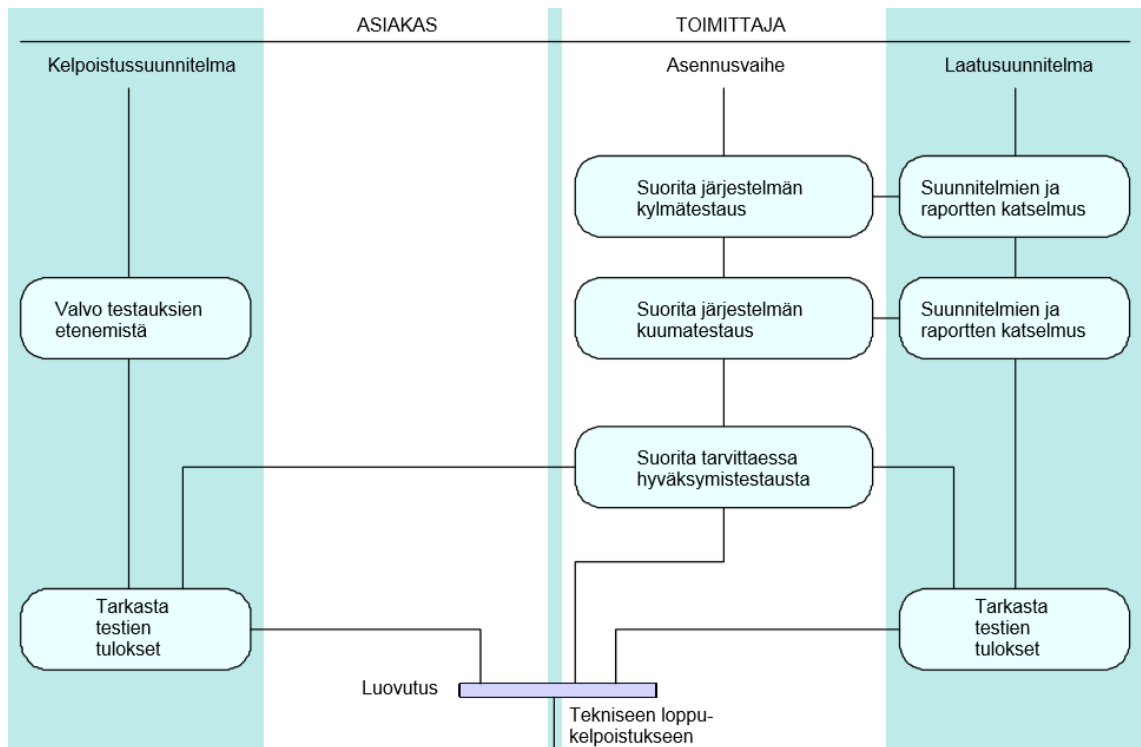 ASIAKAS
TOIMITTAJA
Kelpoistussuunnitelma
Asennusvaihe
Laatusuunnitelma
Suorita järjestelmän
kylmätestaus
Suunnitelmien ja
raportten katselmus
Valvo testauksien
etenemistä
Suorita järjestelmän
kuumatestaus
Suunnitelmien ja
raportten katselmus
Suorita tarvittaessa
hyväksymistestausta
Tarkasta
testien
tulokset
Tarkasta
testien
tulokset
Luovutus
Tekniseen loppu-
kelpoistukseen